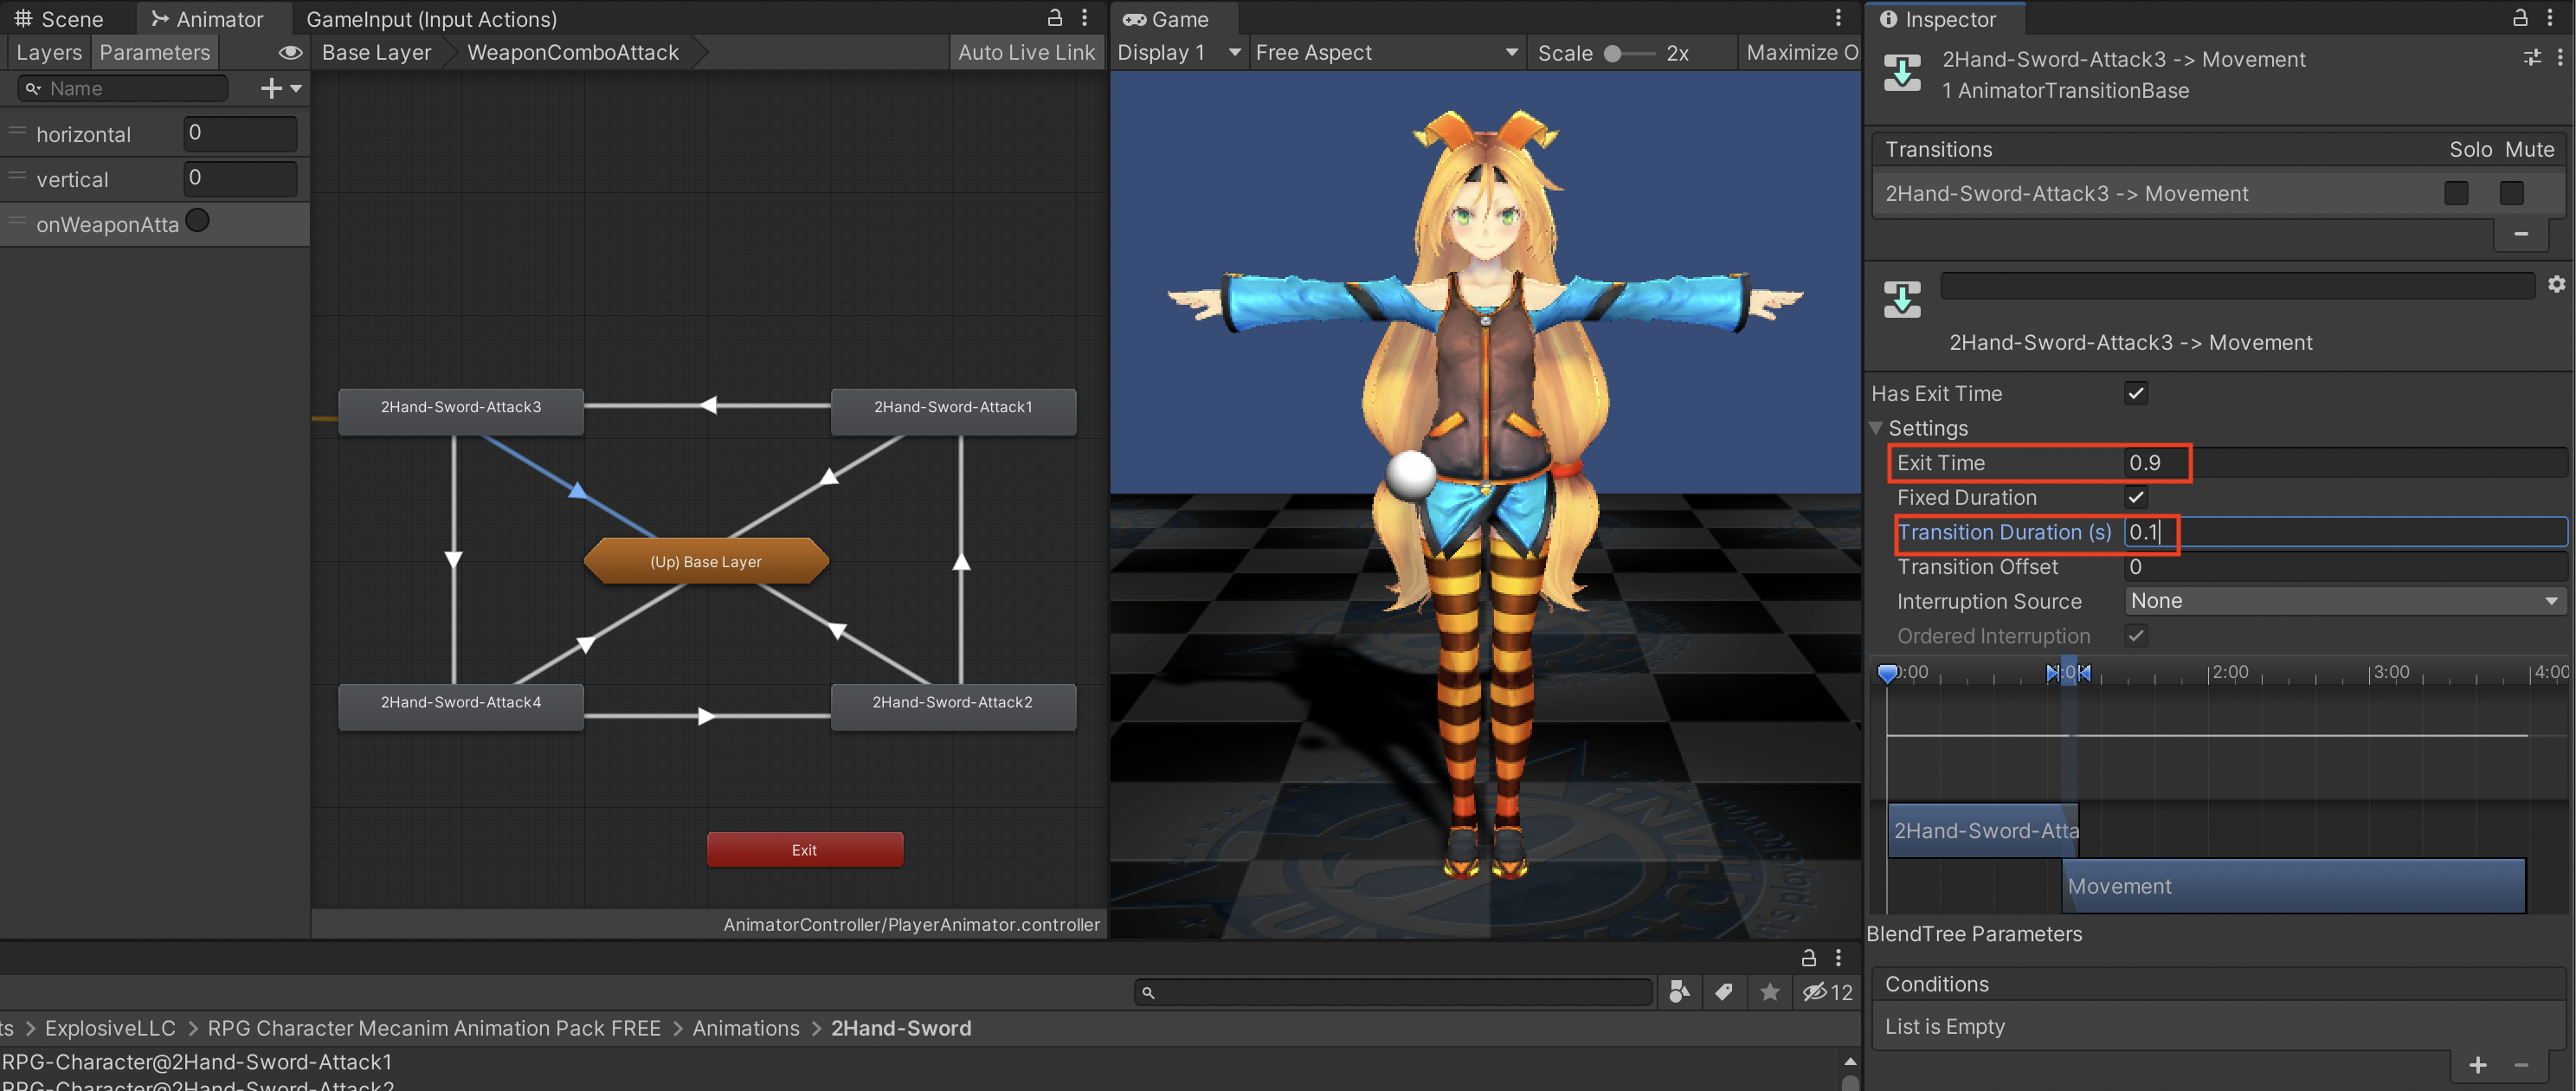 Scene
Animator
GameInput (Input Actions)
Layers
Parameters
Base Layer
WeaponComboAttack
Auto Live Link
Name
horizontal
0
vertical
0
onWeaponAtta
2Hand-Sword-Attack3
2Hand-Sword-Attack1
(Up) Base Layer
2Hand-Sword-Attack4
2Hand-Sword-Attack2
Exit
AnimatorController/PlayerAnimator.controller
Game
Display 1
Free Aspect
Scale
2x
Maximize O
Inspector
2Hand-Sword-Attack3 -> Movement
1 AnimatorTransitionBase
Transitions
Solo
Mute
2Hand-Sword-Attack3 -> Movement
2Hand-Sword-Attack3 -> Movement
Has Exit Time
Settings
Exit Time
0.9
Fixed Duration
Transition Duration (s)
0.1
Transition Offset
0
Interruption Source
None
Ordered Interruption
0:00
2:00
3:00
4:00
2Hand-Sword-Atta
Movement
BlendTree Parameters
Conditions
List is Empty
12
ts > ExplosiveLLC > RPG Character Mecanim Animation Pack FREE > Animations > 2Hand-Sword
RPG-Character@2Hand-Sword-Attack1
RPG-Character@2Hand-Sword-Attack2